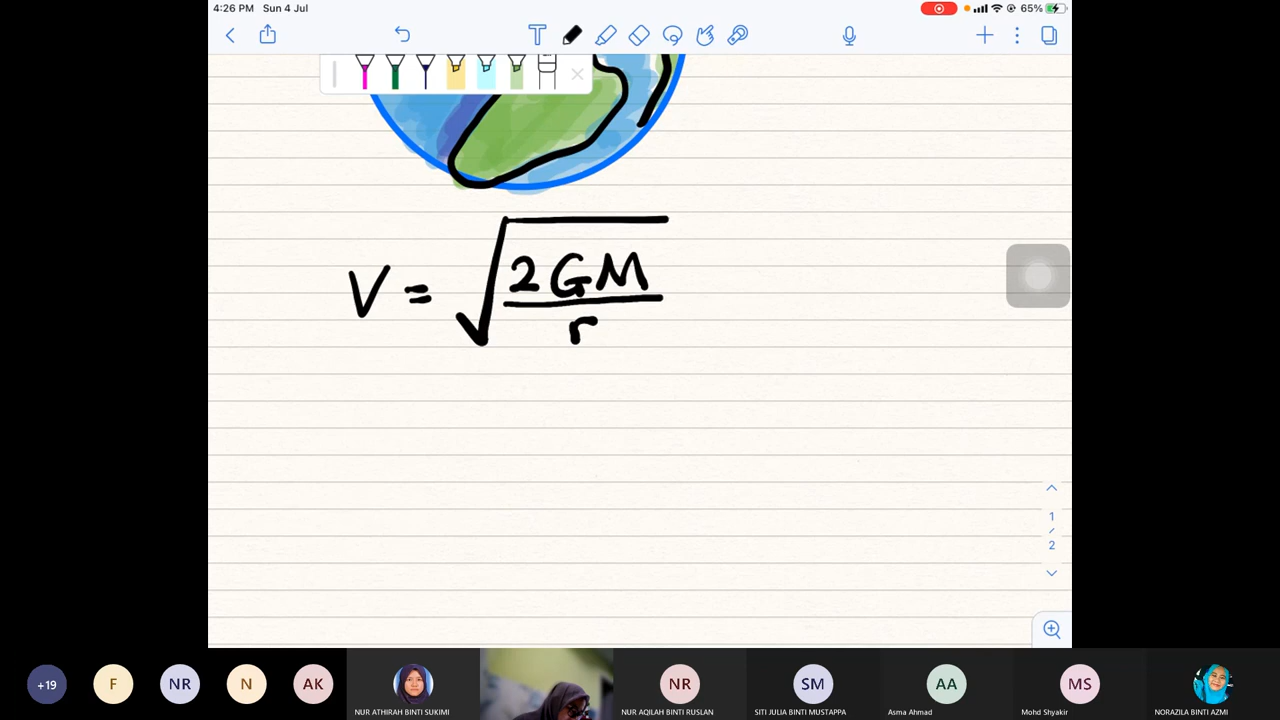 4:26 PM Sun 4 Jul 65%
V = √(2GM/r)
1
/
2
+19 F NR N AK NR SM AA MS
NUR ATHIRAH BINTI SUKIMI NUR AQILAH BINTI RUSLAN SITI JULIA BINTI MUSTAPPA Asma Ahmad Mohd Shyakir NORAZILA BINTI AZMI